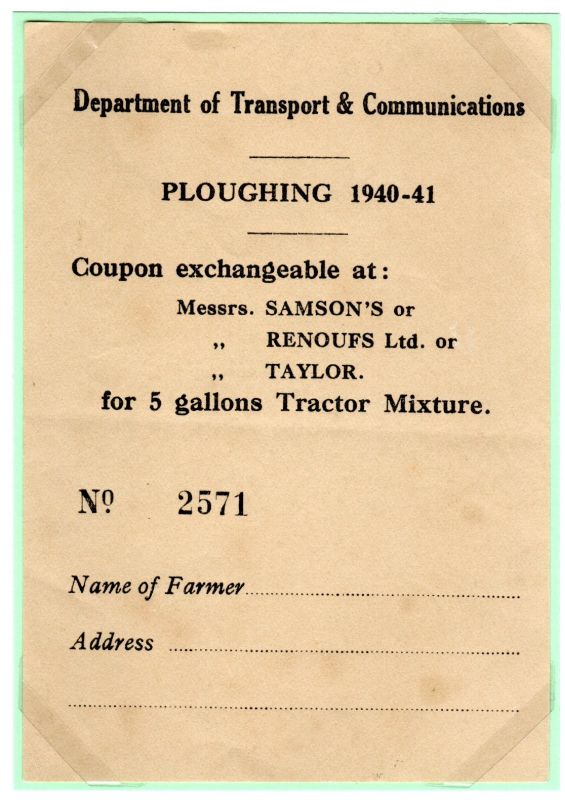 Department of Transport & Communications
PLOUGHING 1940-41
Coupon exchangeable at:
Messrs. SAMSON'S or
„ RENOUFS Ltd. or
„ TAYLOR.
for 5 gallons Tractor Mixture.
Nº 2571
Name of Farmer
Address